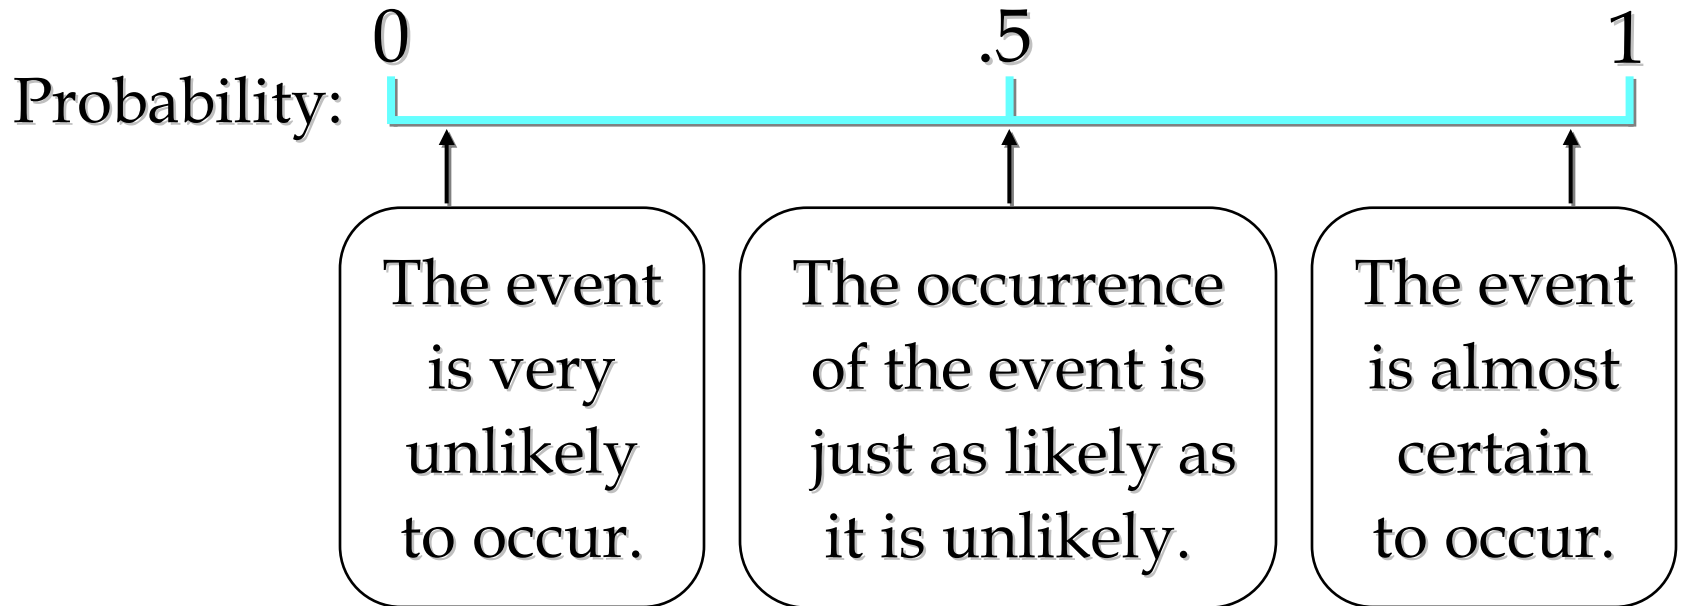 0 .5 1
Probability:
The event
is very
unlikely
to occur.
The occurrence
of the event is
just as likely as
it is unlikely.
The event
is almost
certain
to occur.